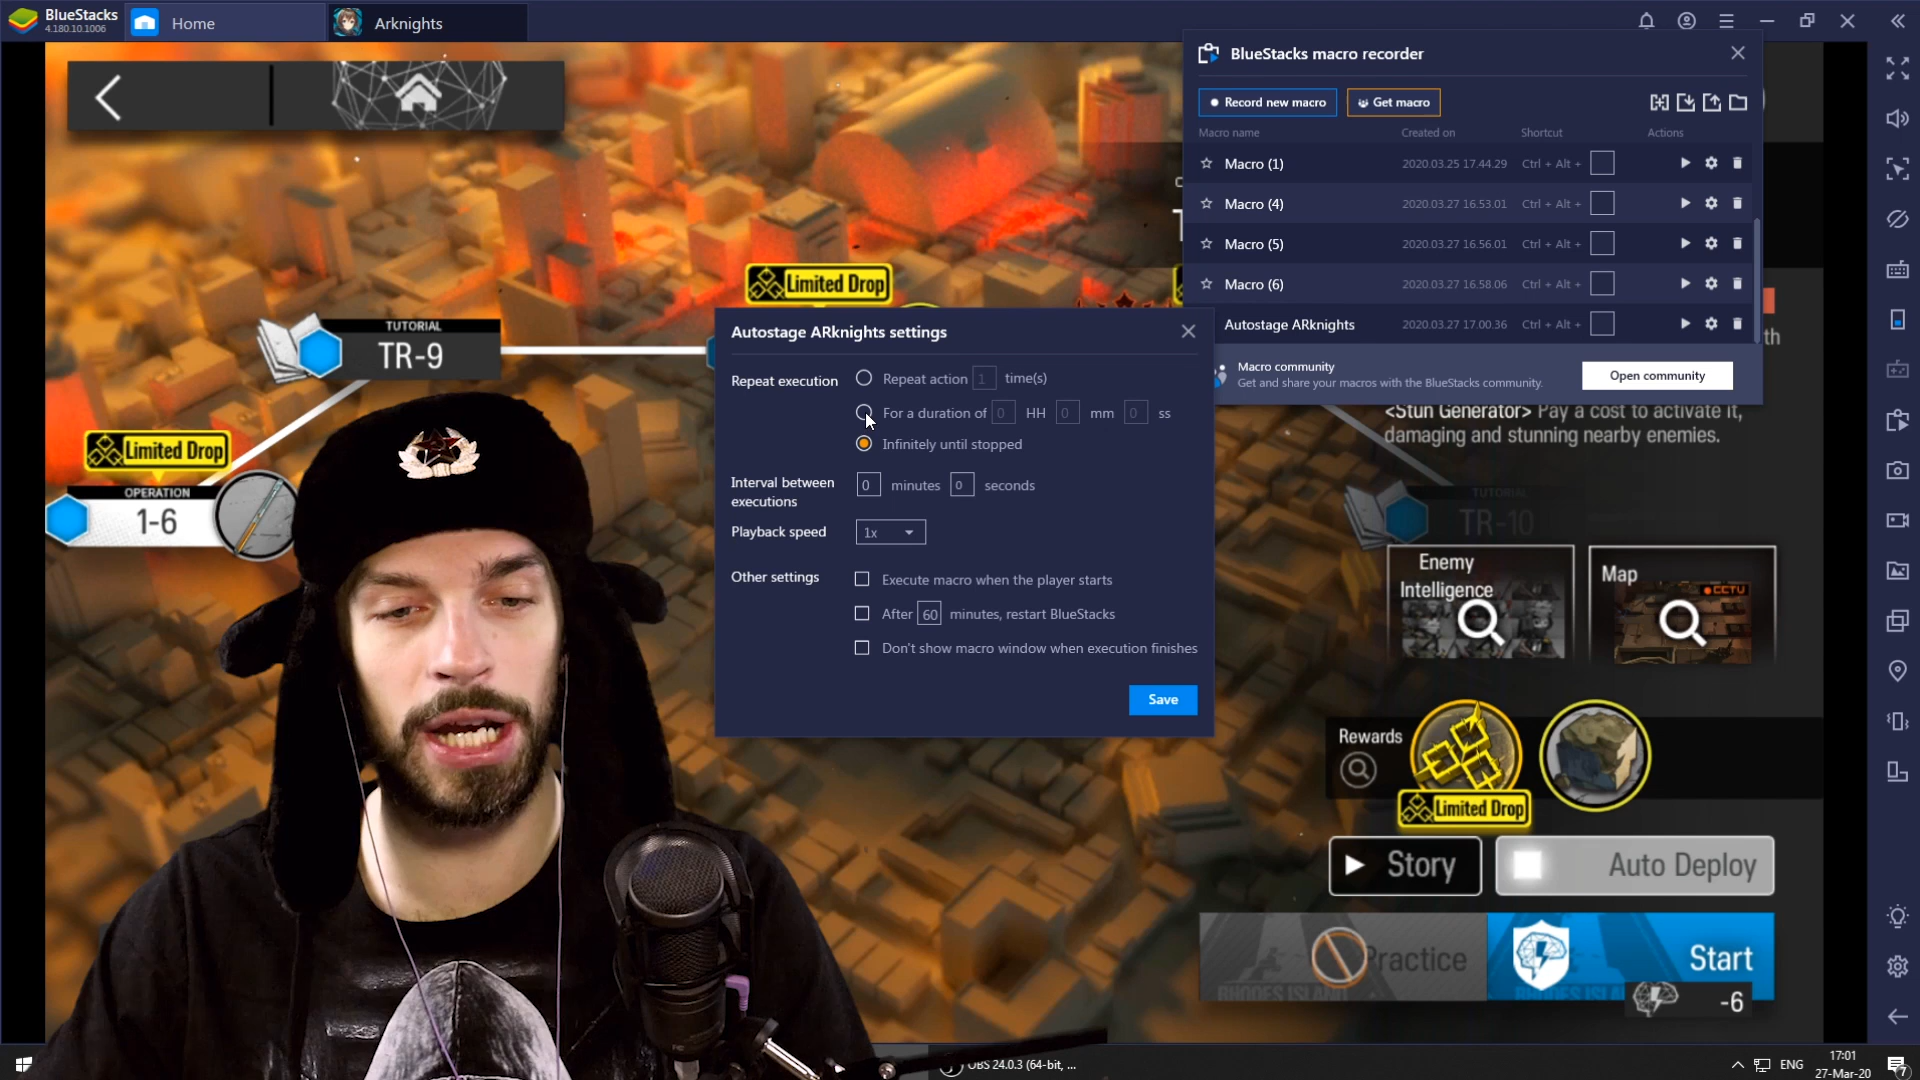 BlueStacks
4.180.10.1006
Home
Arknights
BlueStacks macro recorder
Record new macro
Get macro
Macro name Created on Shortcut Actions
Macro (1) 2020.03.25 17.44.29 Ctrl + Alt +
Macro (4) 2020.03.27 16.53.01 Ctrl + Alt +
Macro (5) 2020.03.27 16.56.01 Ctrl + Alt +
Macro (6) 2020.03.27 16.58.06 Ctrl + Alt +
Autostage ARknights 2020.03.27 17.00.36 Ctrl + Alt +
Macro community
Get and share your macros with the BlueStacks community.
Open community
th
<Stun Generator> Pay a cost to activate it,
damaging and stunning nearby enemies.
Limited Drop
TUTORIAL
TR-9
Limited Drop
OPERATION
1-6
Autostage ARknights settings
Repeat execution
Repeat action 1 time(s)
For a duration of 0 HH 0 mm 0 ss
Infinitely until stopped
Interval between
executions
0 minutes 0 seconds
Playback speed
1x
Other settings
Execute macro when the player starts
After 60 minutes, restart BlueStacks
Don't show macro window when execution finishes
Save
TUTORIAL
TR-10
Enemy
Intelligence
Map
CCTV
Rewards
Limited Drop
Story
Auto Deploy
Practice
RHODES ISLAND
Start
-6
OBS 24.0.3 (64-bit, ...
ENG
17:01
27-Mar-20
7